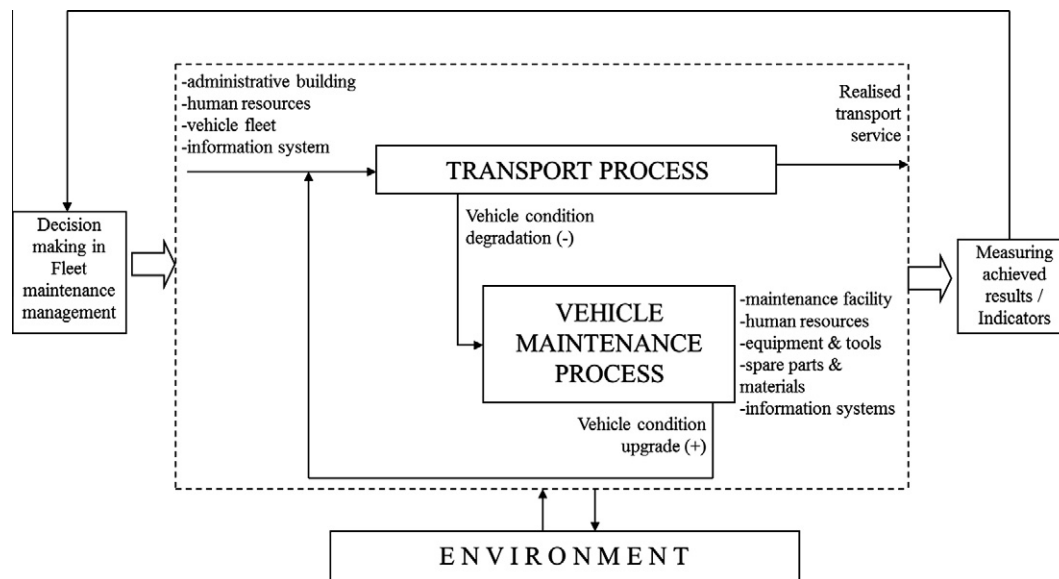 -administrative building
-human resources
-vehicle fleet
-information system
Realised
transport
service
TRANSPORT PROCESS
Vehicle condition
degradation (-)
Decision
making in
Fleet
maintenance
management
Measuring
achieved
results /
Indicators
VEHICLE
MAINTENANCE
PROCESS
-maintenance facility
-human resources
-equipment & tools
-spare parts &
materials
-information systems
Vehicle condition
upgrade (+)
ENVIRONMENT